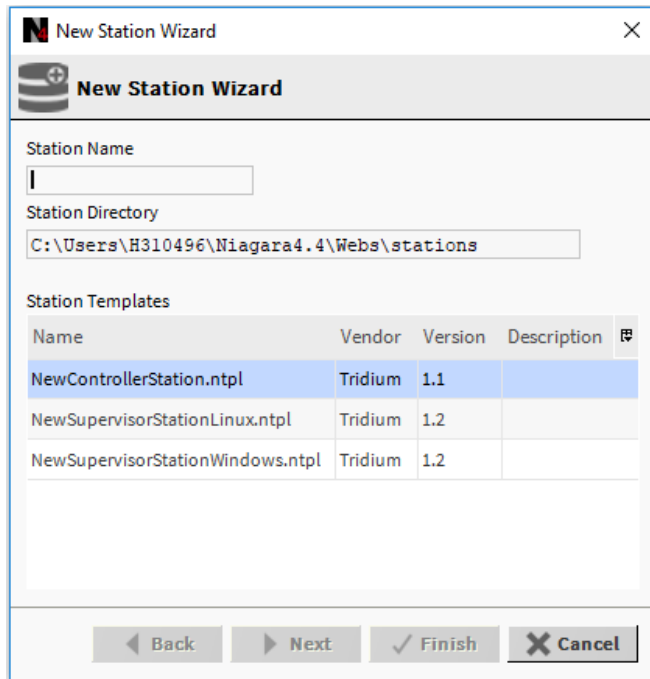 N4 New Station Wizard
New Station Wizard
Station Name
Station Directory
C:\Users\H310496\Niagara4.4\Webs\stations
Station Templates
Name Vendor Version Description
NewControllerStation.ntpl Tridium 1.1
NewSupervisorStationLinux.ntpl Tridium 1.2
NewSupervisorStationWindows.ntpl Tridium 1.2
Back Next Finish Cancel